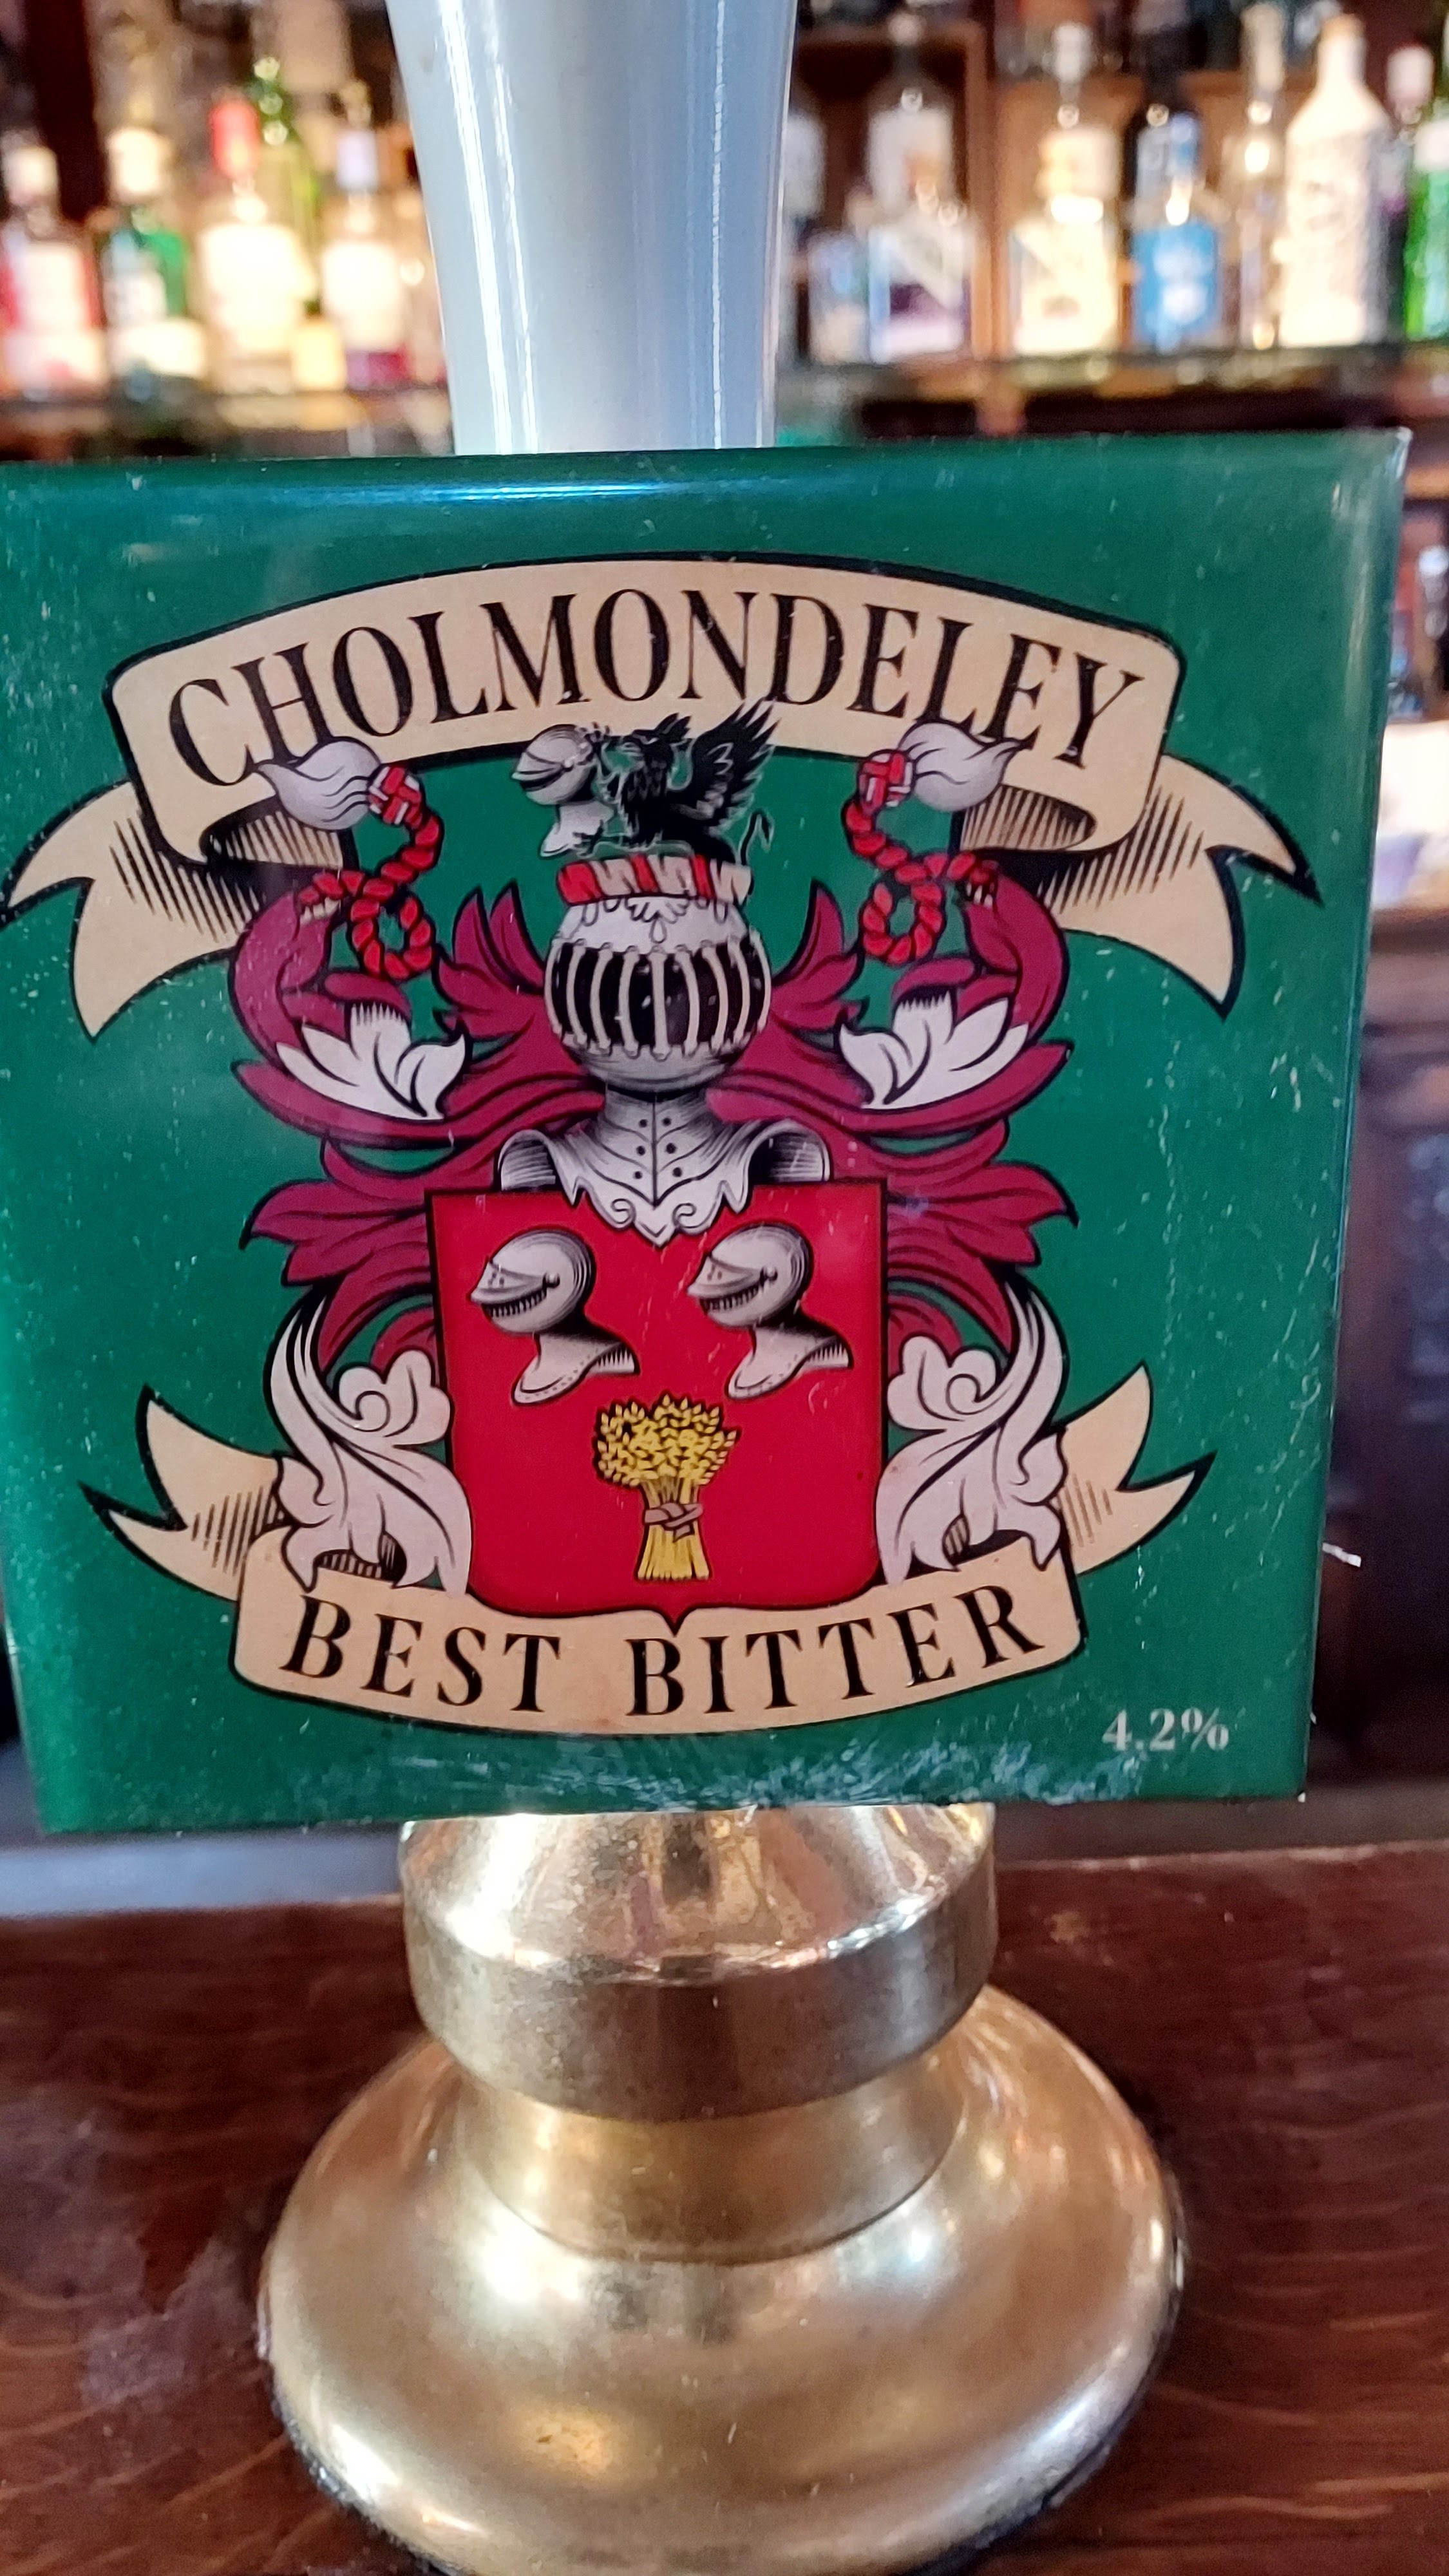 CHOLMONDELEY
BEST BITTER
4.2%